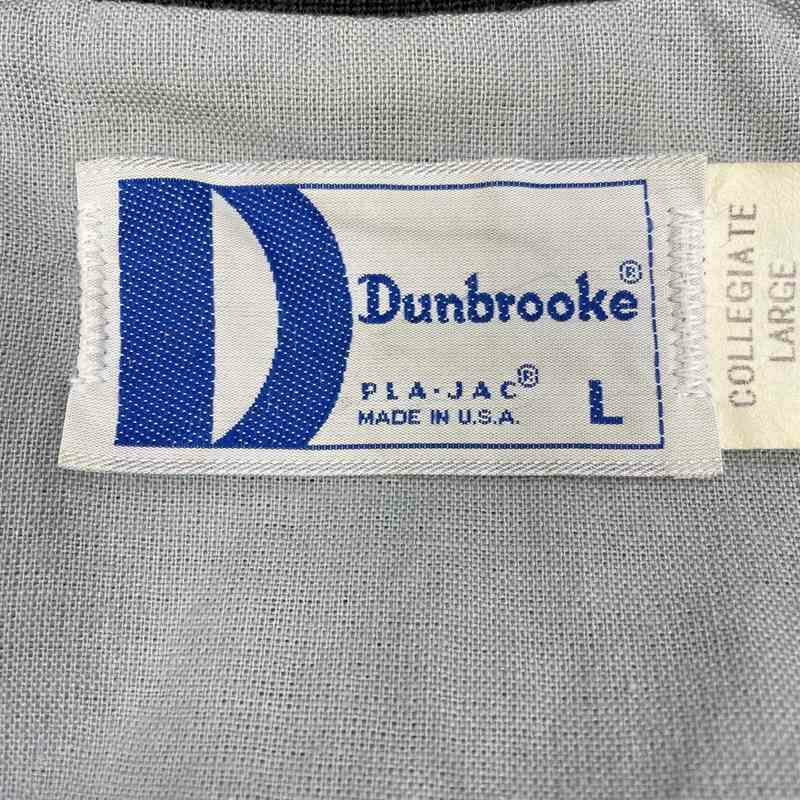 D
Dunbrooke®
PLA-JAC®
MADE IN U.S.A.
L
COLLEGIATE
LARGE